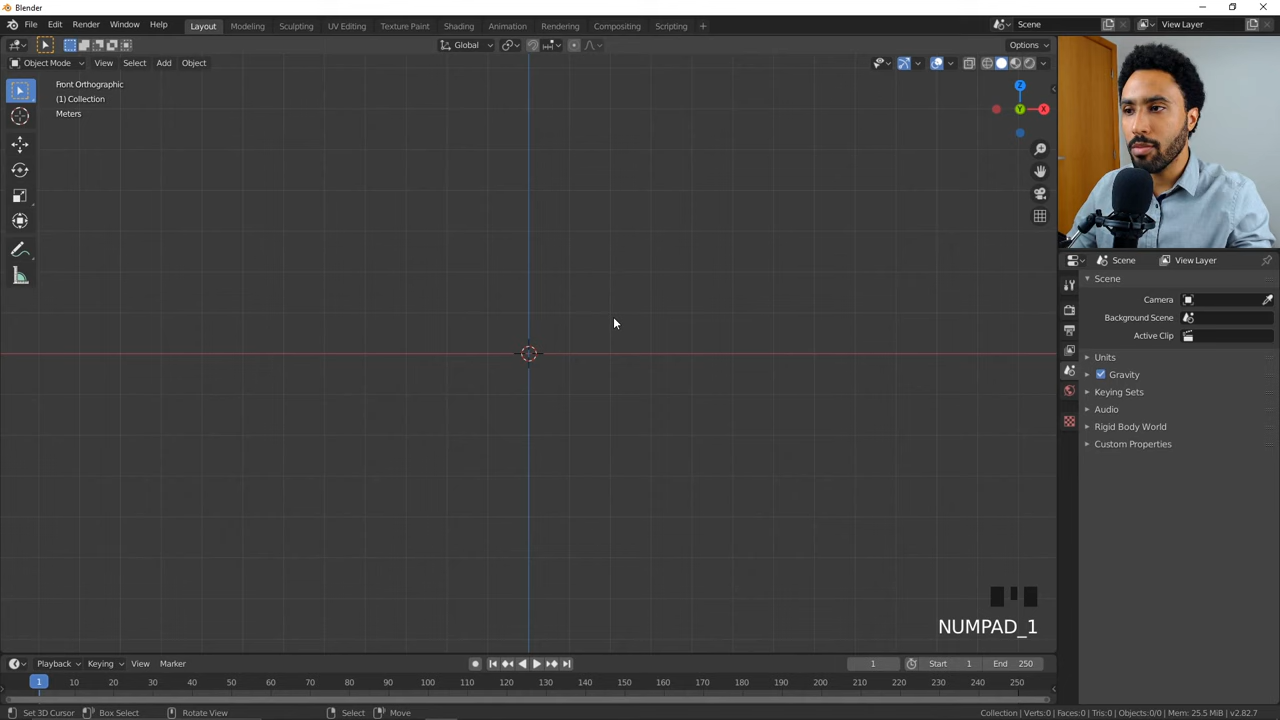 Blender
File Edit Render Window Help Layout Modeling Sculpting UV Editing Texture Paint Shading Animation Rendering Compositing Scripting + Scene View Layer
Global Options
Object Mode View Select Add Object
Front Orthographic
(1) Collection
Meters
Z
Y
X
Scene View Layer
Scene
Camera
Background Scene
Active Clip
Units
Gravity
Keying Sets
Audio
Rigid Body World
Custom Properties
NUMPAD_1
Playback Keying View Marker 1 Start 1 End 250
1 10 20 30 40 50 60 70 80 90 100 110 120 130 140 150 160 170 180 190 200 210 220 230 240 250
Set 3D Cursor Box Select Rotate View Select Move Collection | Verts:0 | Faces:0 | Tris:0 | Objects:0/0 | Mem: 25.5 MiB | v2.82.7